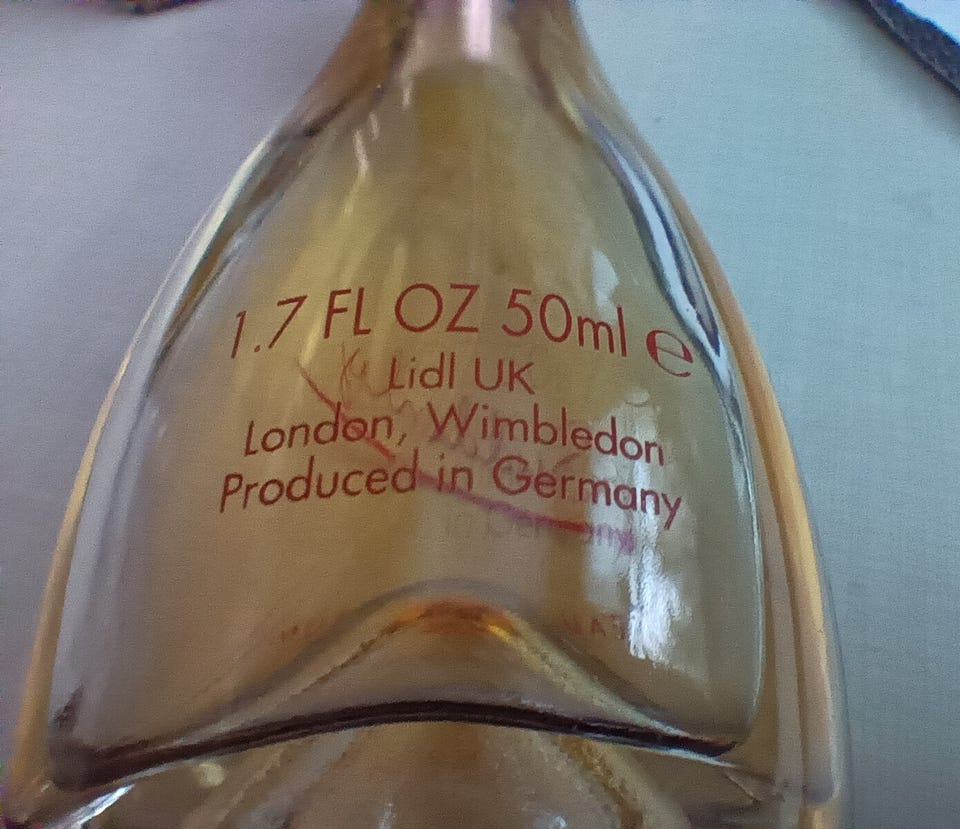 1.7 FL OZ 50ml ℮
Lidl UK
London, Wimbledon
Produced in Germany